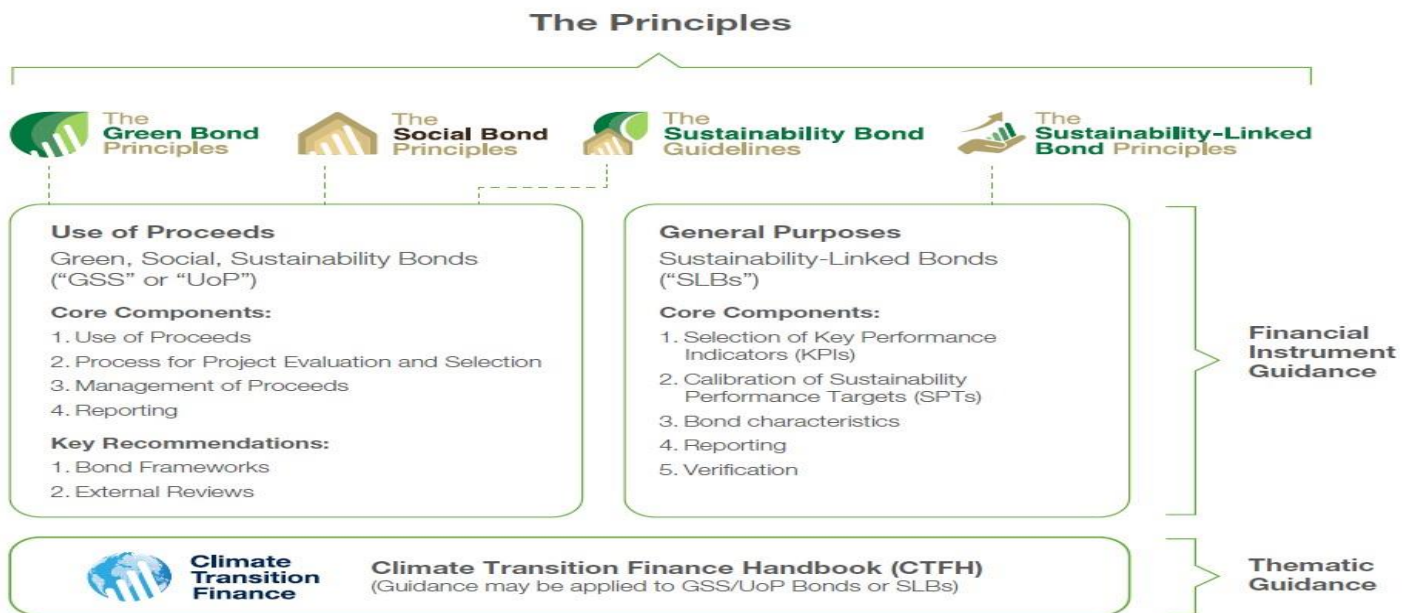 The Principles
The
Green Bond
Principles
The
Social Bond
Principles
The
Sustainability Bond
Guidelines
The
Sustainability-Linked
Bond Principles
Use of Proceeds
Green, Social, Sustainability Bonds
(“GSS” or “UoP”)
Core Components:
1. Use of Proceeds
2. Process for Project Evaluation and Selection
3. Management of Proceeds
4. Reporting
Key Recommendations:
1. Bond Frameworks
2. External Reviews
General Purposes
Sustainability-Linked Bonds
(“SLBs”)
Core Components:
1. Selection of Key Performance
Indicators (KPIs)
2. Calibration of Sustainability
Performance Targets (SPTs)
3. Bond characteristics
4. Reporting
5. Verification
Financial
Instrument
Guidance
Climate
Transition
Finance
Climate Transition Finance Handbook (CTFH)
(Guidance may be applied to GSS/UoP Bonds or SLBs)
Thematic
Guidance